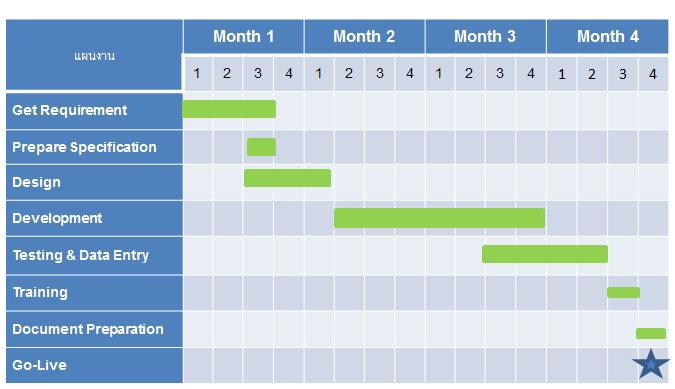 แผนงาน
Month 1 Month 2 Month 3 Month 4
1 2 3 4 1 2 3 4 1 2 3 4 1 2 3 4
Get Requirement
Prepare Specification
Design
Development
Testing & Data Entry
Training
Document Preparation
Go-Live